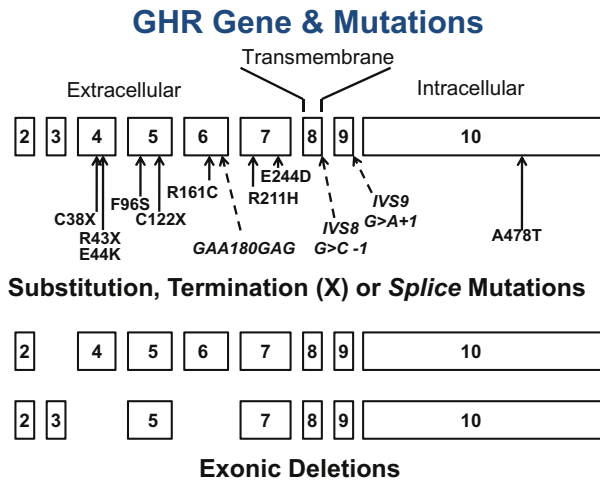 GHR Gene & Mutations
Transmembrane
Extracellular
Intracellular
2 3 4 5 6 7 8 9 10
E244D
R161C
R211H
F96S
C38X
C122X
R43X
E44K
GAA180GAG
IVS8
G>C -1
IVS9
G>A+1
A478T
Substitution, Termination (X) or Splice Mutations
2 4 5 6 7 8 9 10
2 3 5 7 8 9 10
Exonic Deletions